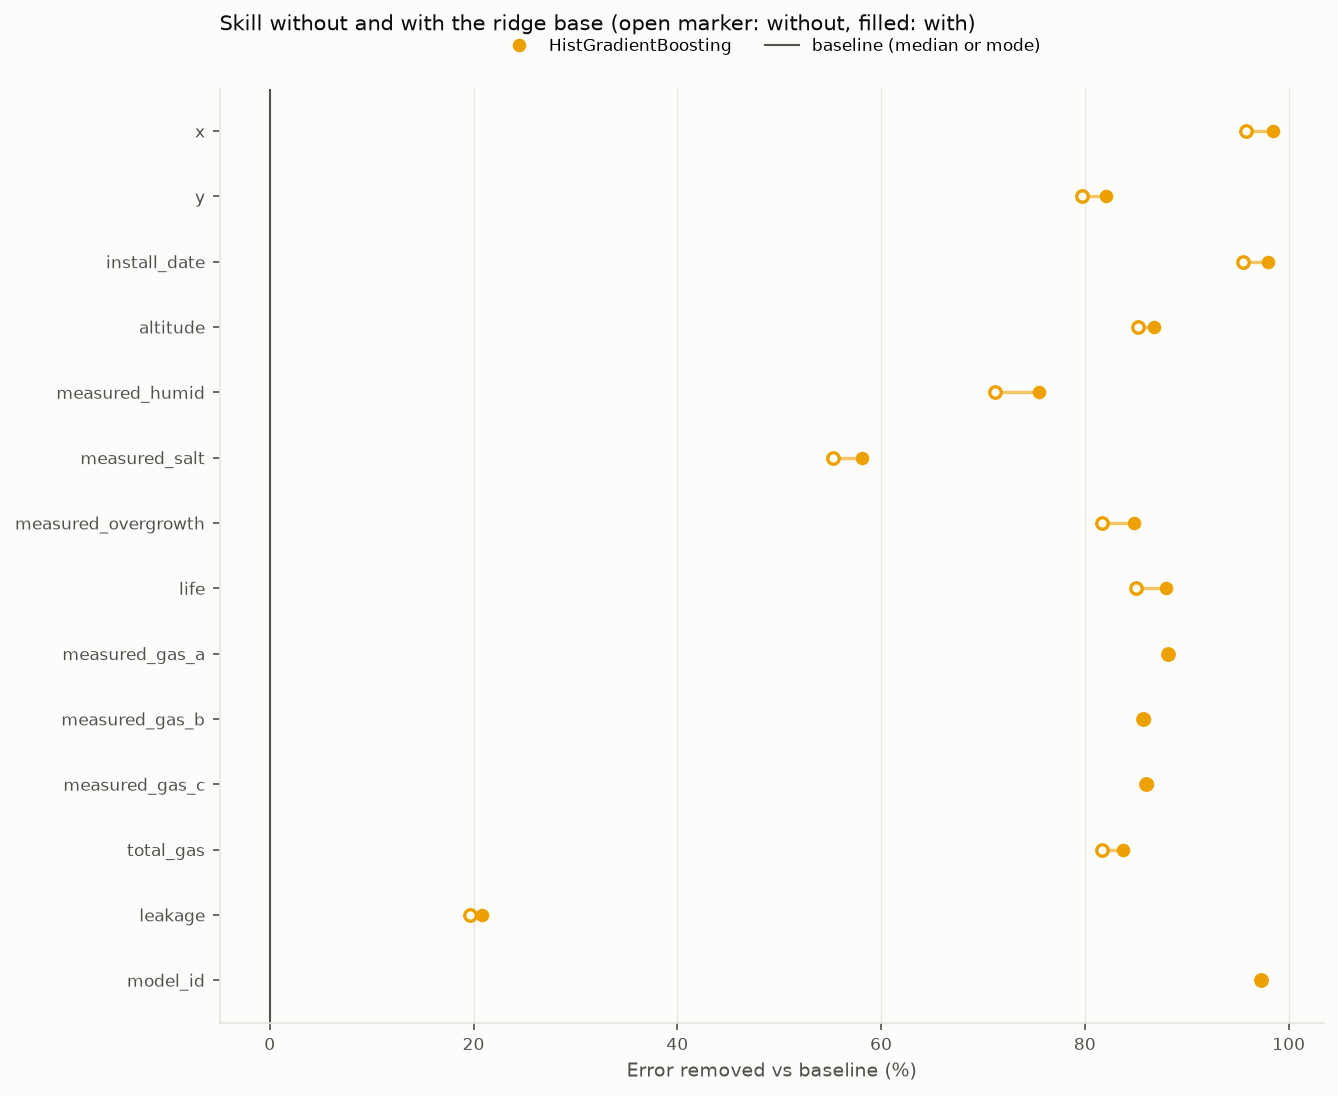 Skill without and with the ridge base (open marker: without, filled: with)
HistGradientBoosting
baseline (median or mode)
x
y
install_date
altitude
measured_humid
measured_salt
measured_overgrowth
life
measured_gas_a
measured_gas_b
measured_gas_c
total_gas
leakage
model_id
0 20 40 60 80 100
Error removed vs baseline (%)